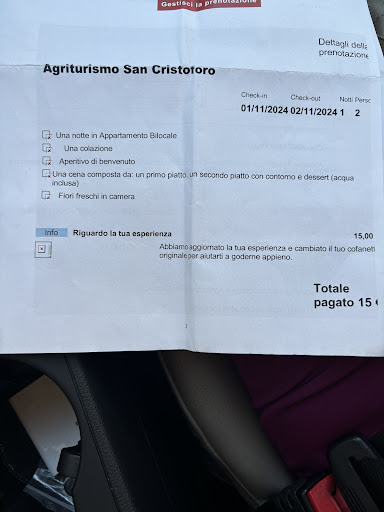 Gestisci la prenotazione
Dettagli della
prenotazione
Agriturismo San Cristoforo
Check-in Check-out Notti Perso
01/11/2024 02/11/2024 1 2
Una notte in Appartamento Bilocale
Una colazione
Aperitivo di benvenuto
Una cena composta da: un primo piatto, un secondo piatto con contorno e dessert (acqua
inclusa)
Fiori freschi in camera
Info Riguardo la tua esperienza 15,00
Abbiamo aggiornato la tua esperienza e cambiato il tuo cofanett
originale per aiutarti a goderne appieno.
Totale
pagato 15 €